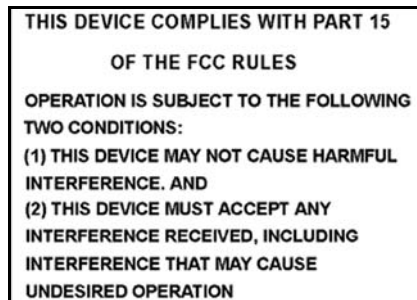 THIS DEVICE COMPLIES WITH PART 15
OF THE FCC RULES
OPERATION IS SUBJECT TO THE FOLLOWING
TWO CONDITIONS:
(1) THIS DEVICE MAY NOT CAUSE HARMFUL
INTERFERENCE. AND
(2) THIS DEVICE MUST ACCEPT ANY
INTERFERENCE RECEIVED, INCLUDING
INTERFERENCE THAT MAY CAUSE
UNDESIRED OPERATION